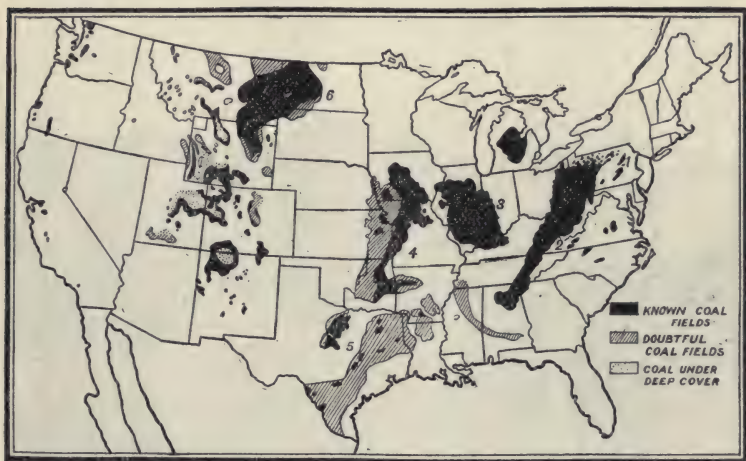 6
3
2
4
5
KNOWN COAL
FIELDS
DOUBTFUL
COAL FIELDS
COAL UNDER
DEEP COVER